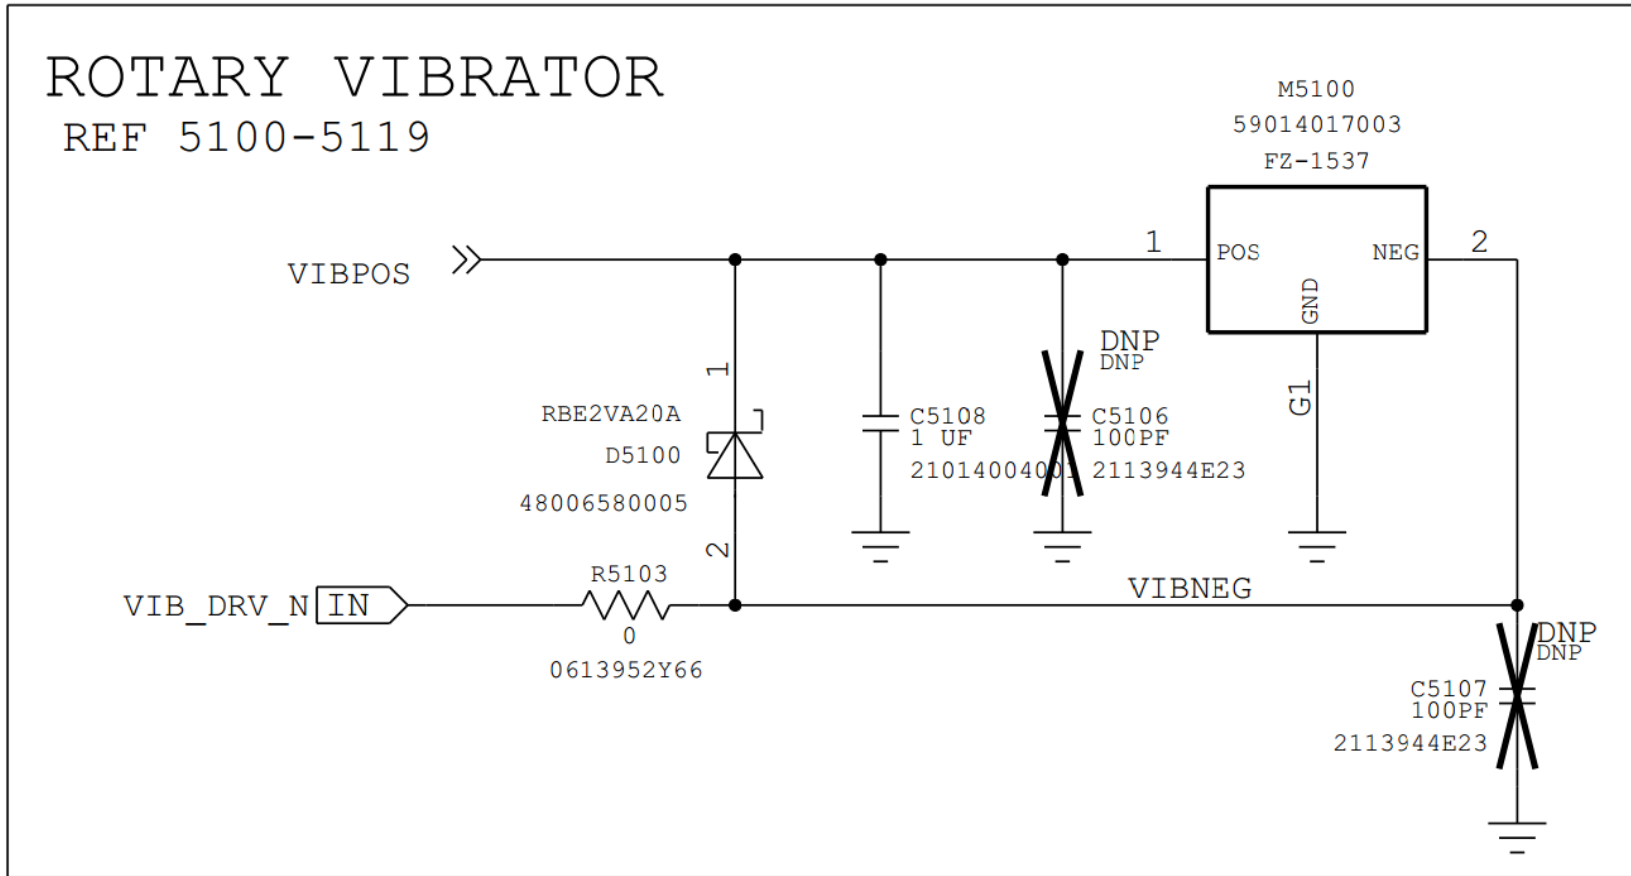 ROTARY VIBRATOR
REF 5100-5119
M5100
59014017003
FZ-1537
VIBPOS
1
POS
NEG
2
GND
G1
1
RBE2VA20A
D5100
48006580005
2
C5108
1 UF
21014004001
DNP
DNP
C5106
100PF
2113944E23
VIB_DRV_N
IN
R5103
0
0613952Y66
VIBNEG
DNP
DNP
C5107
100PF
2113944E23